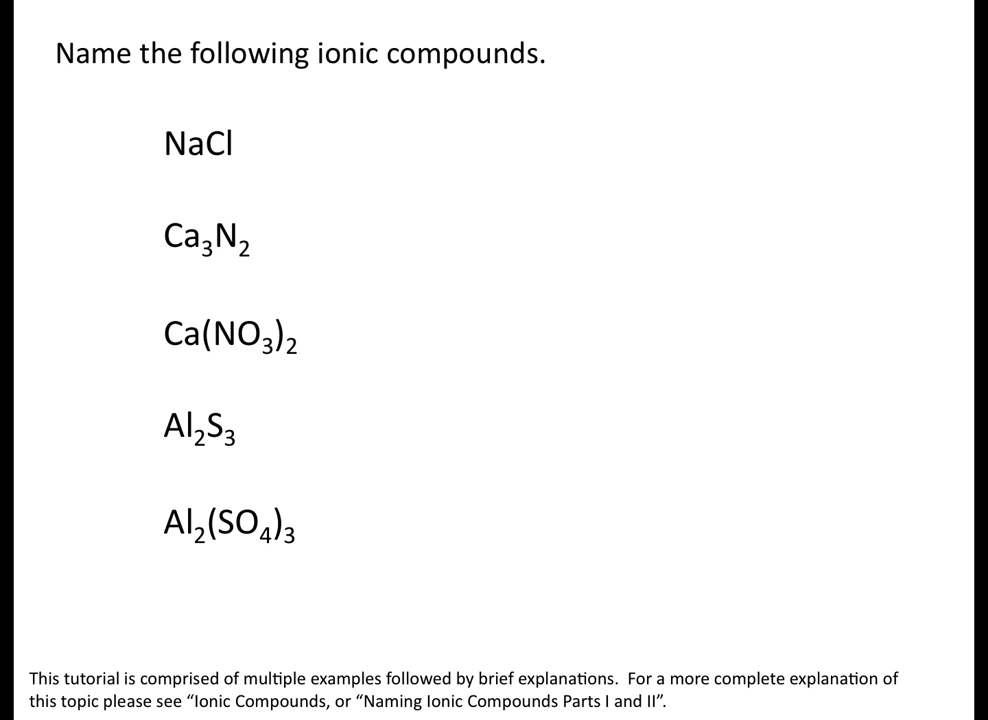 Name the following ionic compounds.
NaCl
Ca₃N₂
Ca(NO₃)₂
Al₂S₃
Al₂(SO₄)₃
This tutorial is comprised of multiple examples followed by brief explanations.  For a more complete explanation of
this topic please see “Ionic Compounds, or “Naming Ionic Compounds Parts I and II”.